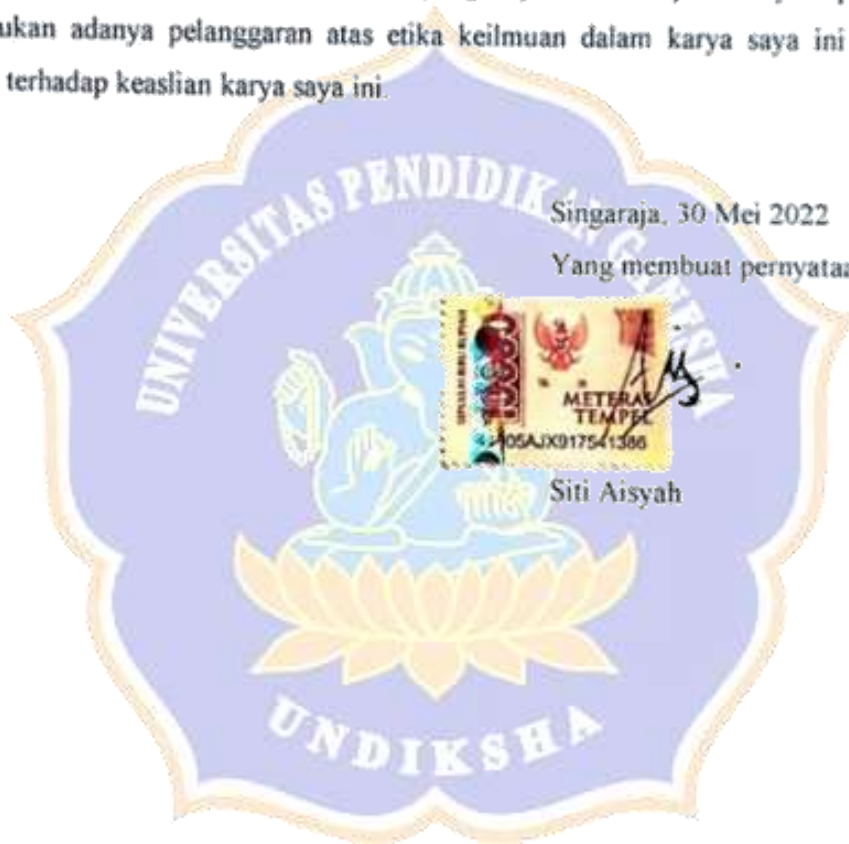 ukan adanya pelanggaran atas etika keilmuan dalam karya saya ini
terhadap keaslian karya saya ini.
UNIVERSITAS PENDIDIKAN GANESHA
Singaraja, 30 Mei 2022
Yang membuat pernyataa
METERAI
TEMPEL
05AJX917541386
Siti Aisyah
UNDIKSHA